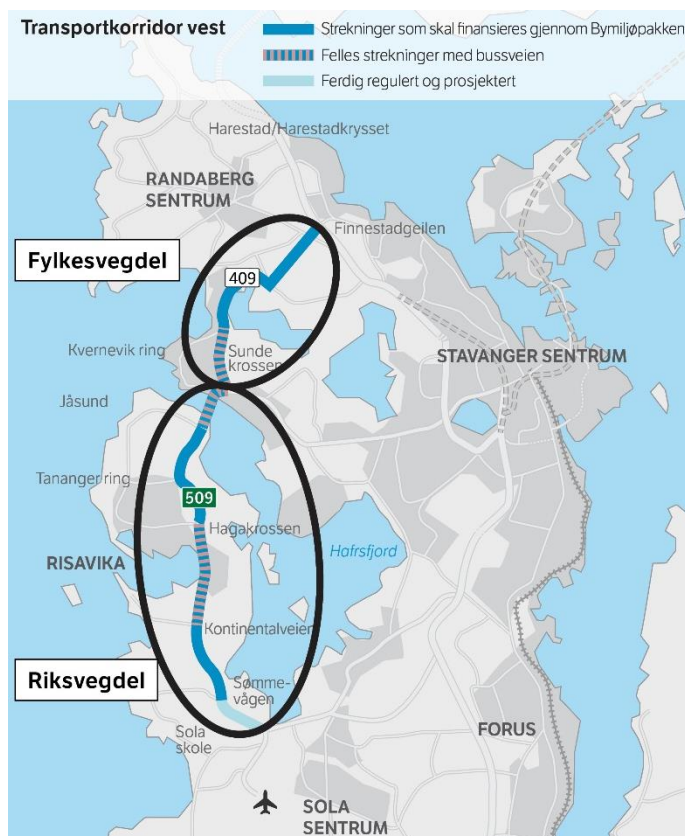 Transportkorridor vest
Strekninger som skal finansieres gjennom Bymiljøpakken
Felles strekninger med bussveien
Ferdig regulert og prosjektert
Harestad/Harestadkrysset
RANDABERG
SENTRUM
Finnestadgeilen
Fylkesvegdel
409
Kvernevik ring
Sunde
krossen
STAVANGER SENTRUM
Jåsund
Tananger ring
509
Hagakrossen
Hafrsfjord
RISAVIKA
Kontinentalveien
Riksvegdel
Sømme-
vågen
Sola
skole
FORUS
SOLA
SENTRUM